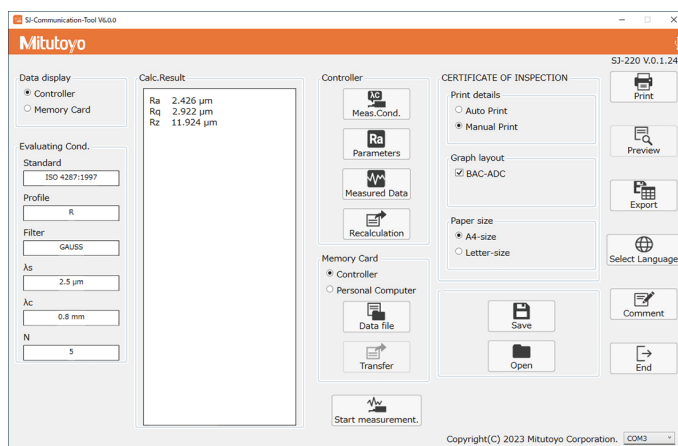 SJ-Communication-Tool V6.0.0
Mitutoyo
SJ-220 V.0.1.24
Data display
Controller
Memory Card
Evaluating Cond.
Standard
ISO 4287:1997
Profile
R
Filter
GAUSS
λs
2.5 μm
λc
0.8 mm
N
5
Calc.Result
Ra 2.426 μm
Rq 2.922 μm
Rz 11.924 μm
Controller
λC
Meas.Cond.
Ra
Parameters
Measured Data
Recalculation
Memory Card
Controller
Personal Computer
Data file
Transfer
Start measurement.
CERTIFICATE OF INSPECTION
Print details
Auto Print
Manual Print
Graph layout
BAC-ADC
Paper size
A4-size
Letter-size
Save
Open
Print
Preview
Export
Select Language
Comment
End
Copyright(C) 2023 Mitutoyo Corporation.
COM3